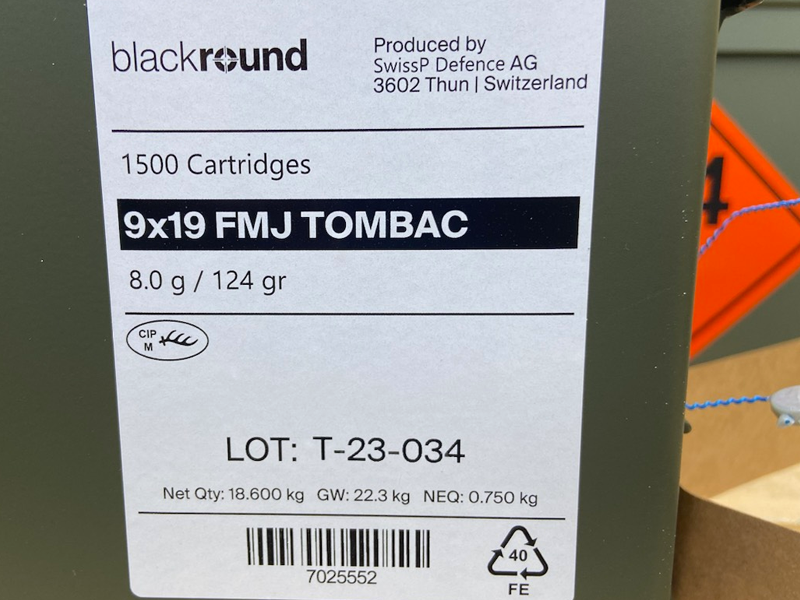 blackround
Produced by
SwissP Defence AG
3602 Thun | Switzerland
1500 Cartridges
9x19 FMJ TOMBAC
8.0 g / 124 gr
CIP
M
LOT: T-23-034
Net Qty: 18.600 kg GW: 22.3 kg NEQ: 0.750 kg
7025552
40
FE
4